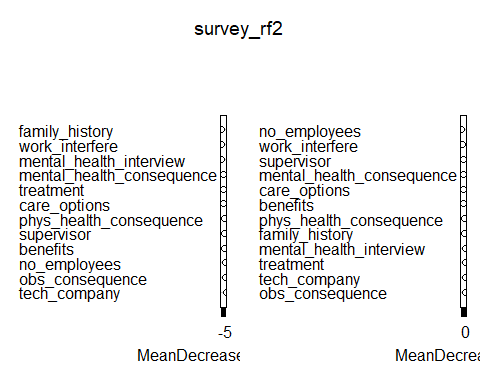 survey_rf2
family_history
work_interfere
mental_health_interview
mental_health_consequence
treatment
care_options
phys_health_consequence
supervisor
benefits
no_employees
obs_consequence
tech_company
-5
MeanDecrease
no_employees
work_interfere
supervisor
mental_health_consequence
care_options
benefits
phys_health_consequence
family_history
mental_health_interview
treatment
tech_company
obs_consequence
0
MeanDecrea